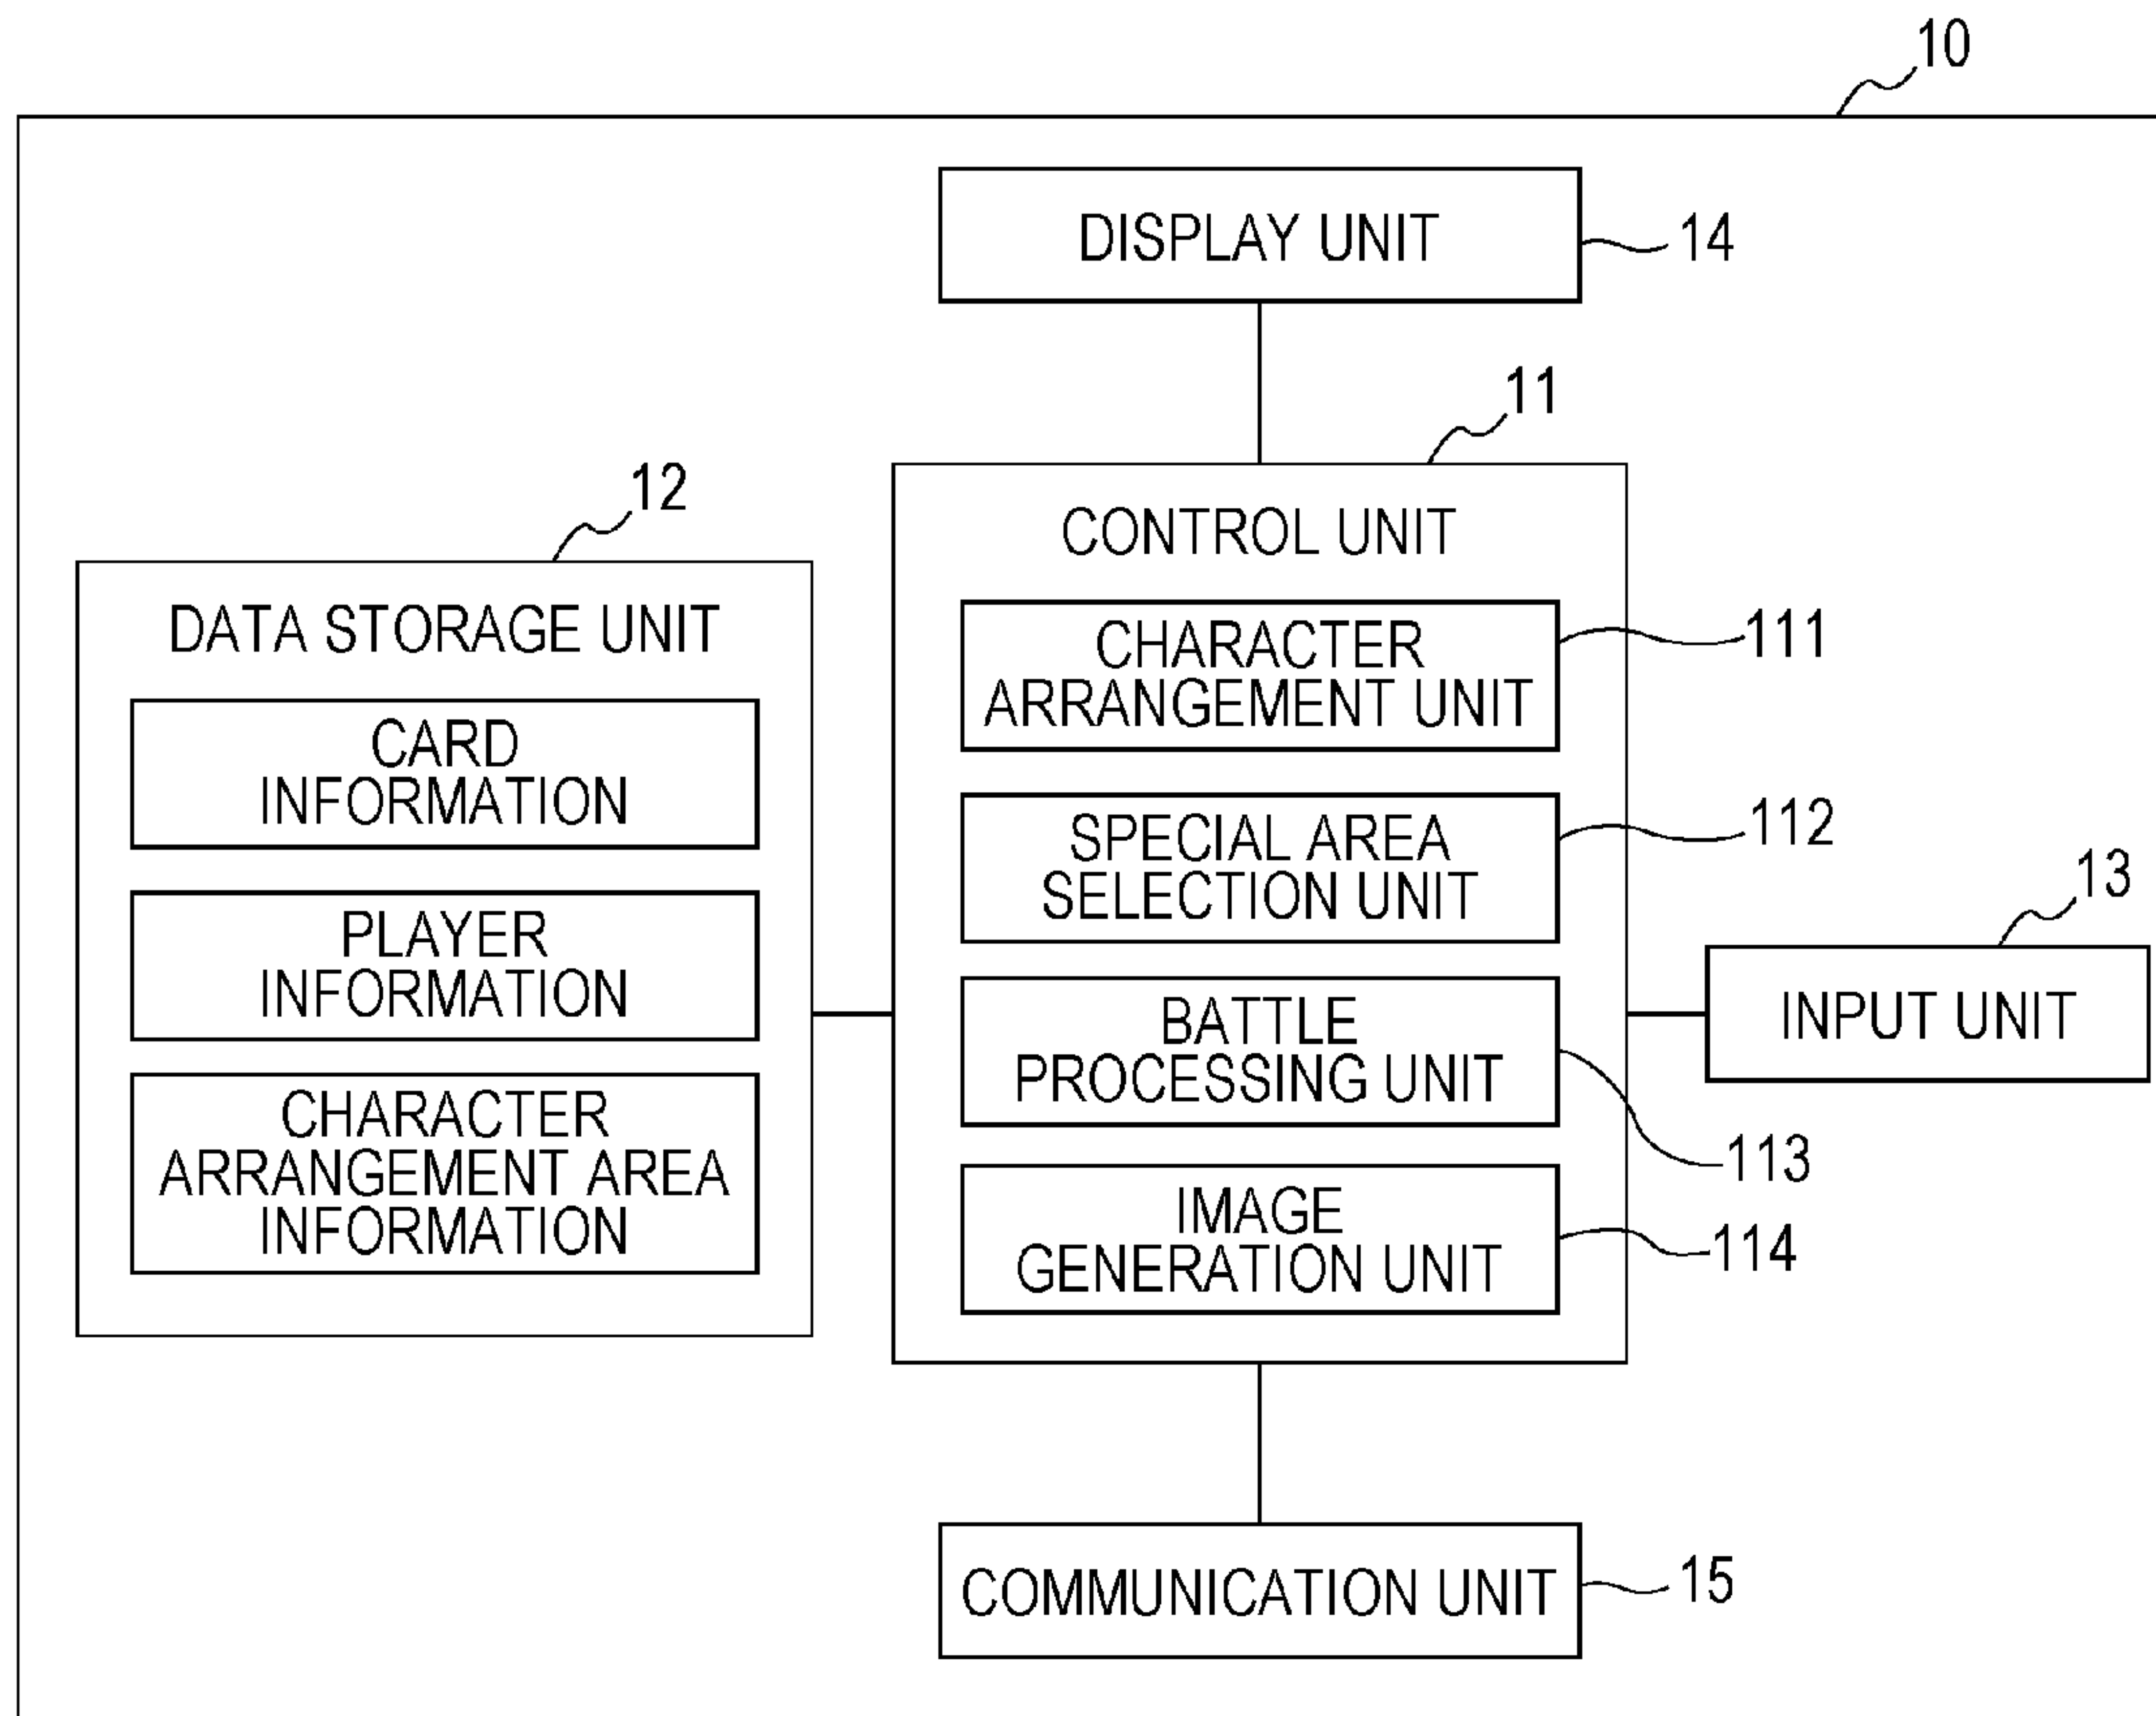 10
DISPLAY UNIT
14
11
12
CONTROL UNIT
DATA STORAGE UNIT
CHARACTER
ARRANGEMENT UNIT
111
CARD
INFORMATION
SPECIAL AREA
SELECTION UNIT
112
13
PLAYER
INFORMATION
BATTLE
PROCESSING UNIT
INPUT UNIT
CHARACTER
ARRANGEMENT AREA
INFORMATION
113
IMAGE
GENERATION UNIT
114
COMMUNICATION UNIT
15